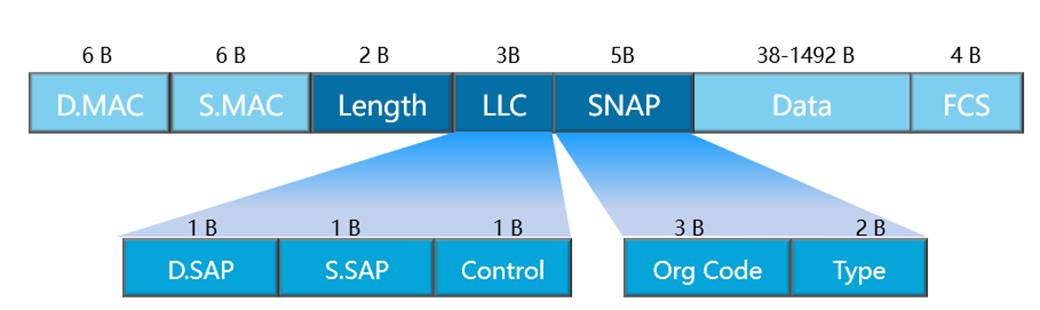 6 B 6 B 2 B 3B 5B 38-1492 B 4 B
D.MAC S.MAC Length LLC SNAP Data FCS
1 B 1 B 1 B 3 B 2 B
D.SAP S.SAP Control Org Code Type